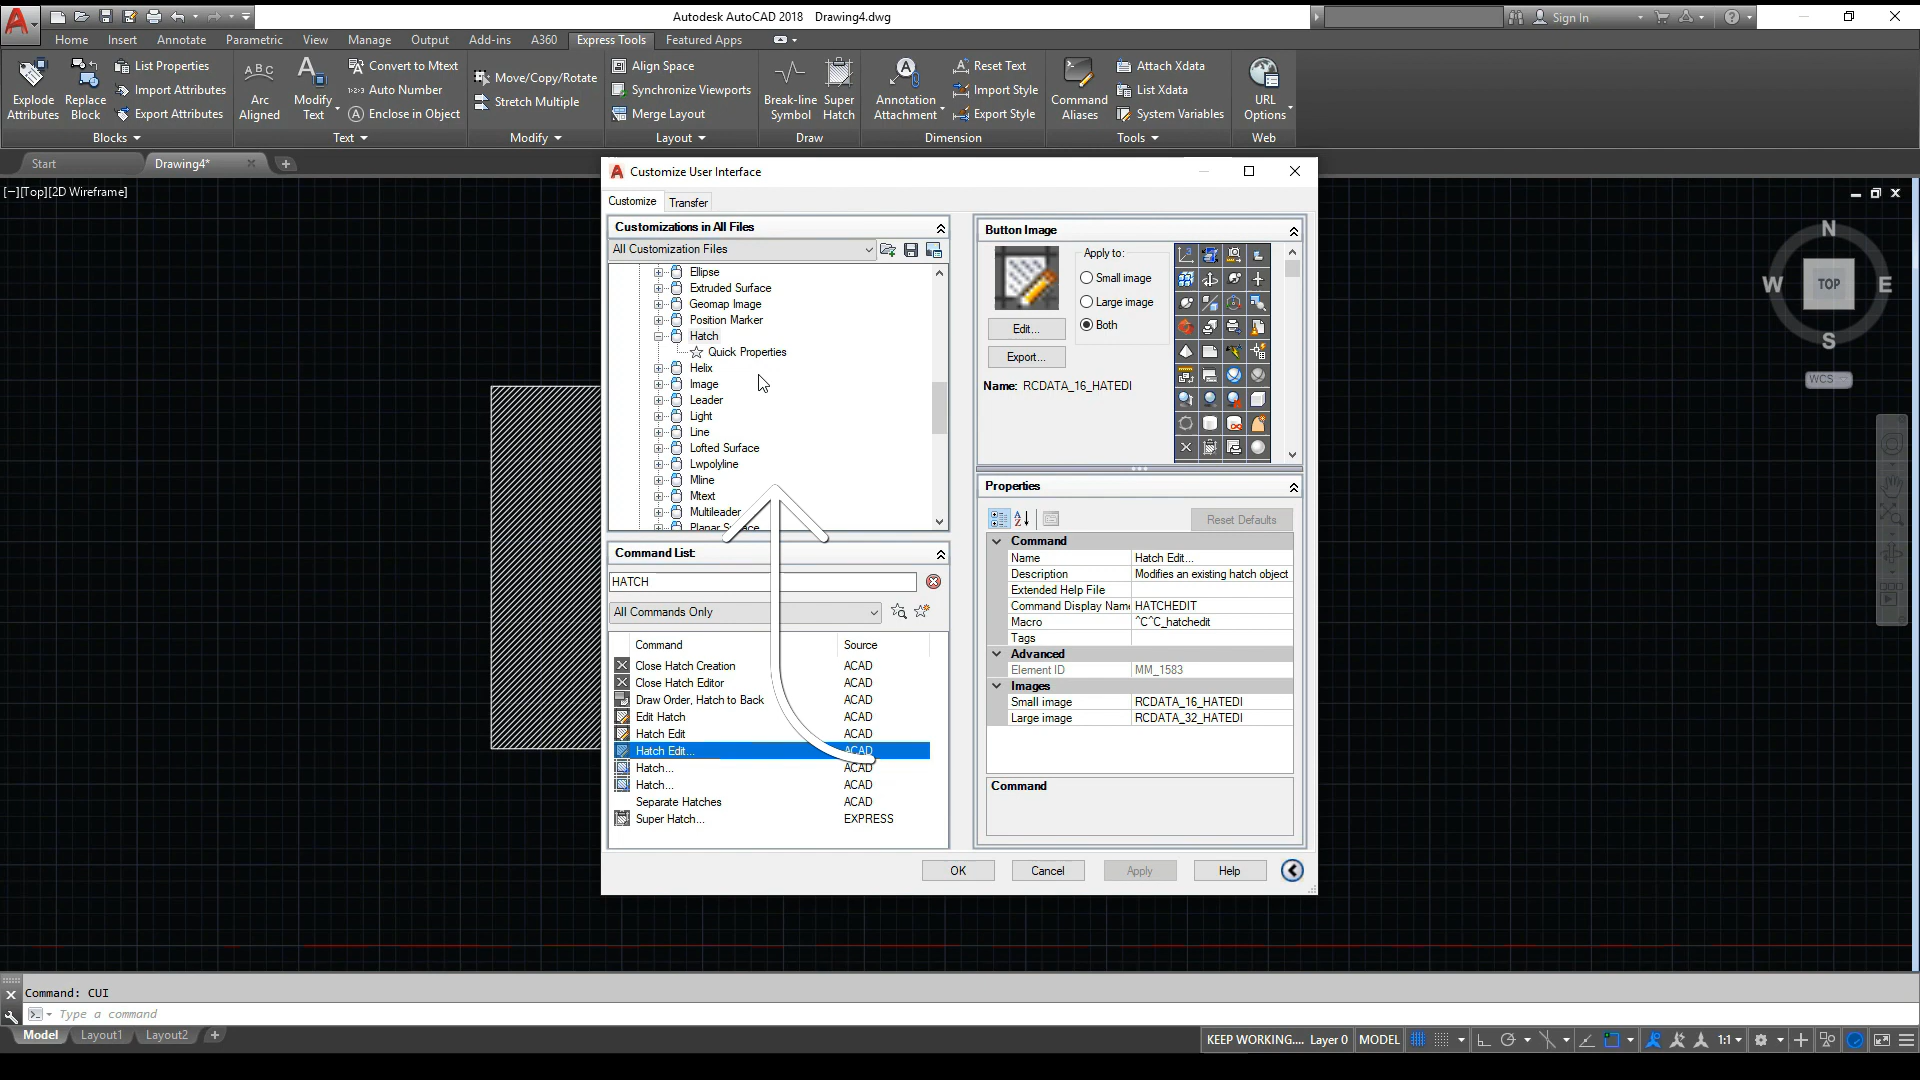 Autodesk AutoCAD 2018 Drawing4.dwg
Sign In
Home Insert Annotate Parametric View Manage Output Add-ins A360 Express Tools Featured Apps
Explode Attributes
Replace Block
List Properties
Import Attributes
Export Attributes
Blocks
ABC
Arc Aligned
Modify Text
Convert to Mtext
Auto Number
Enclose in Object
Text
Move/Copy/Rotate
Stretch Multiple
Modify
Align Space
Synchronize Viewports
Merge Layout
Layout
Break-line Symbol
Super Hatch
Draw
Annotation Attachment
Reset Text
Import Style
Export Style
Dimension
Command Aliases
Attach Xdata
List Xdata
System Variables
Tools
URL Options
Web
Start
Drawing4*
[−][Top][2D Wireframe]
N
W TOP E
S
WCS
Customize User Interface
Customize Transfer
Customizations in All Files
All Customization Files
Ellipse
Extruded Surface
Geomap Image
Position Marker
Hatch
Quick Properties
Helix
Image
Leader
Light
Line
Lofted Surface
Lwpolyline
Mline
Mtext
Multileader
Command List:
HATCH
All Commands Only
Command Source
Close Hatch Creation ACAD
Close Hatch Editor ACAD
Draw Order, Hatch to Back ACAD
Edit Hatch ACAD
Hatch Edit ACAD
Hatch Edit... ACAD
Hatch... ACAD
Hatch... ACAD
Separate Hatches ACAD
Super Hatch... EXPRESS
Button Image
Apply to:
Small image
Large image
Both
Edit...
Export...
Name: RCDATA_16_HATEDI
Properties
Reset Defaults
Command
Name Hatch Edit...
Description Modifies an existing hatch object
Extended Help File
Command Display Name HATCHEDIT
Macro ^C^C_hatchedit
Tags
Advanced
Element ID MM_1583
Images
Small image RCDATA_16_HATEDI
Large image RCDATA_32_HATEDI
Command
OK Cancel Apply Help
Command: CUI
Type a command
Model Layout1 Layout2
KEEP WORKING.... Layer 0 MODEL 1:1